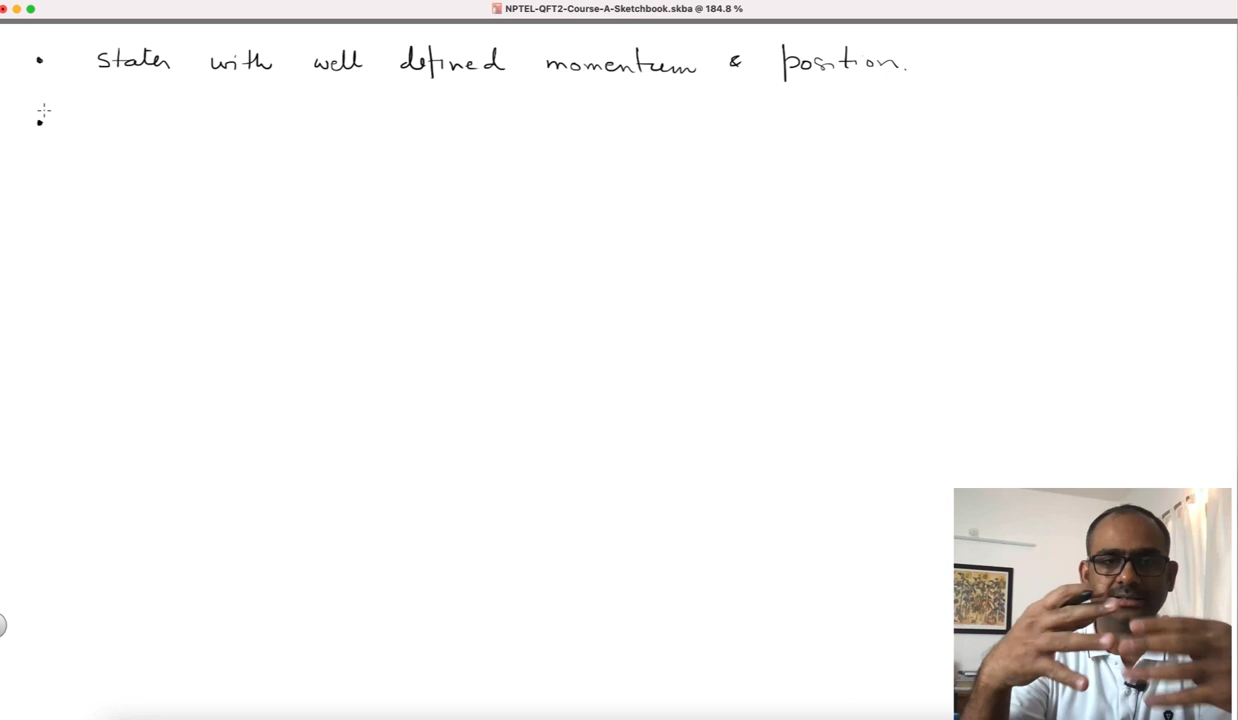 NPTEL-QFT2-Course-A-Sketchbook.skba @ 184.8 %
• states with well defined momentum & position.
•